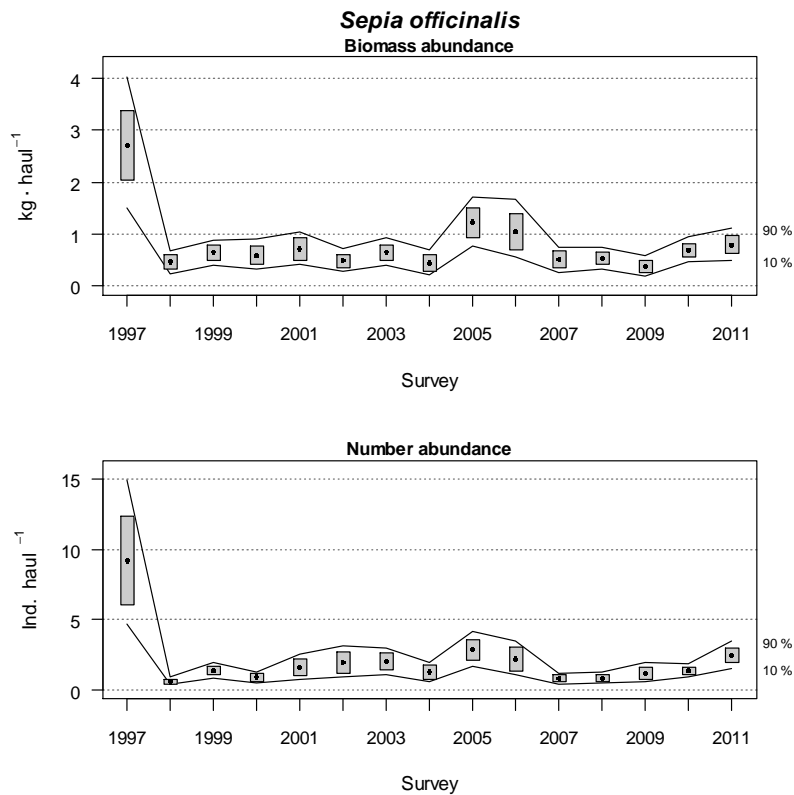 Sepia officinalis
Biomass abundance
kg · haul⁻¹
4
3
2
1
0
90 %
10 %
1997 1999 2001 2003 2005 2007 2009 2011
Survey
Number abundance
Ind. haul ⁻¹
15
10
5
0
90 %
10 %
1997 1999 2001 2003 2005 2007 2009 2011
Survey